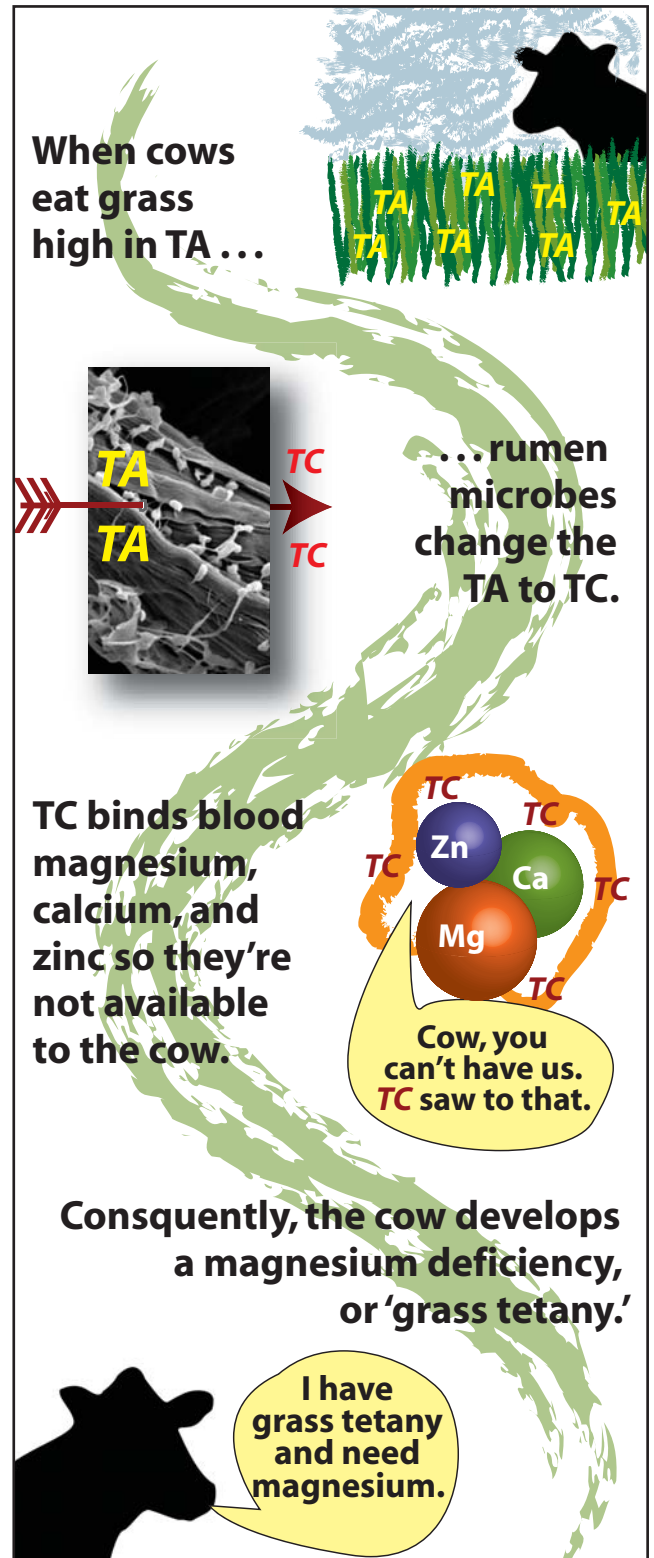 When cows
eat grass
high in TA ...
TA
TA
TA
TA
TA
TA
TA
TA
TA
TC
TA
TC
...rumen
microbes
change the
TA to TC.
TC binds blood
magnesium,
calcium, and
zinc so they're
not available
to the cow.
TC
TC
Zn
TC
Ca
TC
Mg
TC
Cow, you
can't have us.
TC saw to that.
Consquently, the cow develops
a magnesium deficiency,
or 'grass tetany.'
I have
grass tetany
and need
magnesium.